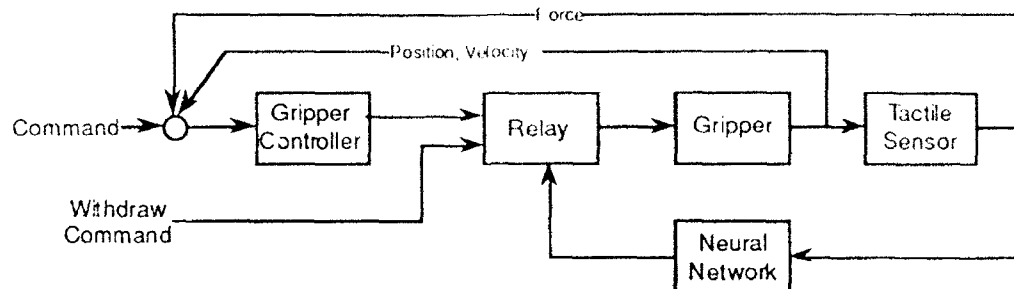 Force
Position, Velocity
Command
Gripper
Controller
Relay
Gripper
Tactile
Sensor
Withdraw
Command
Neural
Network